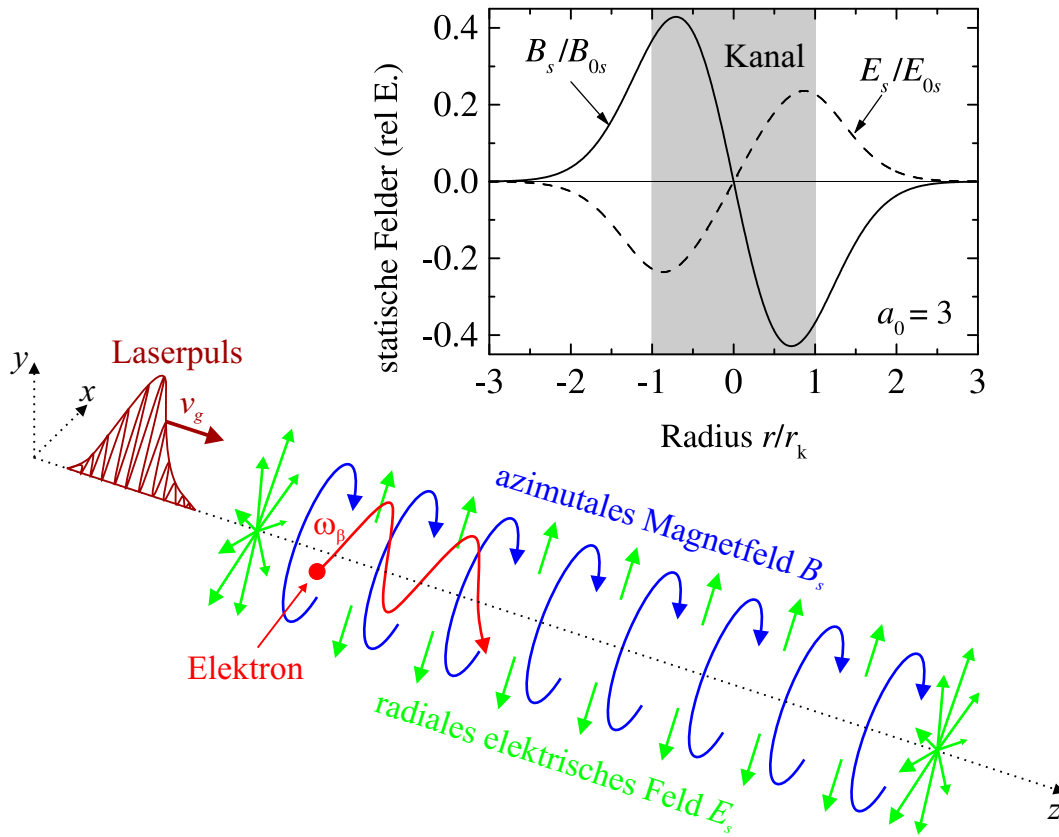 0.4
0.2
0.0
-0.2
-0.4
statische Felder (rel E.)
B_s/B_0s
Kanal
E_s/E_0s
a_0 = 3
-3 -2 -1 0 1 2 3
Radius r/r_k
Laserpuls
y
x
v_g
azimutales Magnetfeld B_s
ω_β
Elektron
radiales elektrisches Feld E_s
z